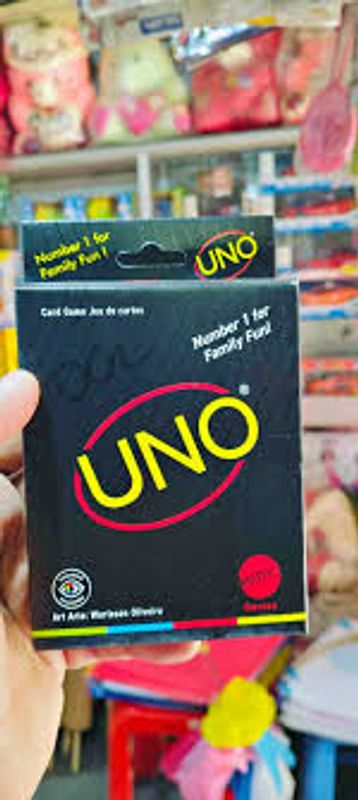 Number 1 for
Family Fun !
UNO
Card Game Jeu de cartes
Number 1 for
Family Fun!
UNO®
Art Arte: Warleson Oliveira
Games